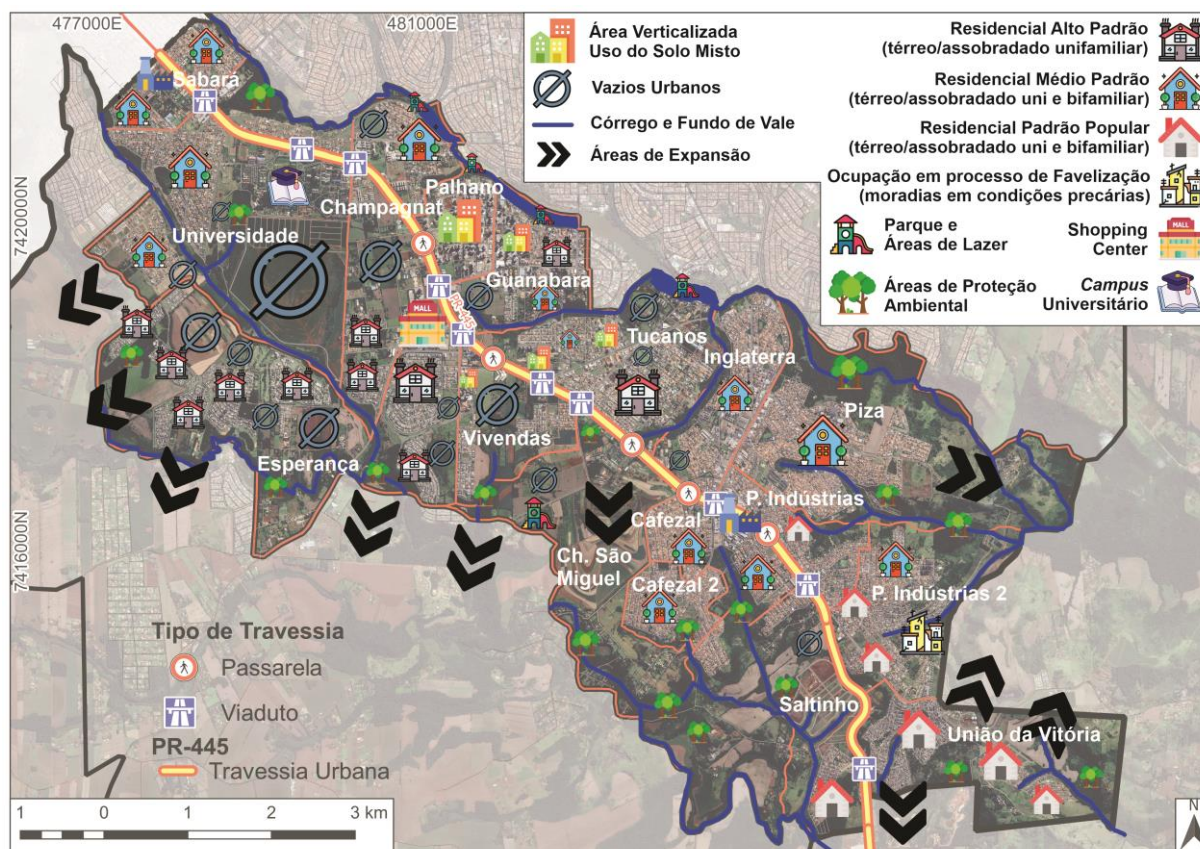 477000E
481000E
7420000N
7416000N
Área Verticalizada
Uso do Solo Misto
Vazios Urbanos
Córrego e Fundo de Vale
Áreas de Expansão
Residencial Alto Padrão
(térreo/assobradado unifamiliar)
Residencial Médio Padrão
(térreo/assobradado uni e bifamiliar)
Residencial Padrão Popular
(térreo/assobradado uni e bifamiliar)
Ocupação em processo de Favelização
(moradias em condições precárias)
Parque e
Áreas de Lazer
MALL
Shopping
Center
Áreas de Proteção
Ambiental
Campus
Universitário
Sabará
Palhano
Champagnat
Universidade
Guanabara
MALL
PR-445
Tucanos
Inglaterra
Piza
Vivendas
Esperança
P. Indústrias
Cafezal
Ch. São
Miguel
Cafezal 2
P. Indústrias 2
Saltinho
União da Vitória
Tipo de Travessia
Passarela
Viaduto
PR-445
Travessia Urbana
1 0 1 2 3 km
N